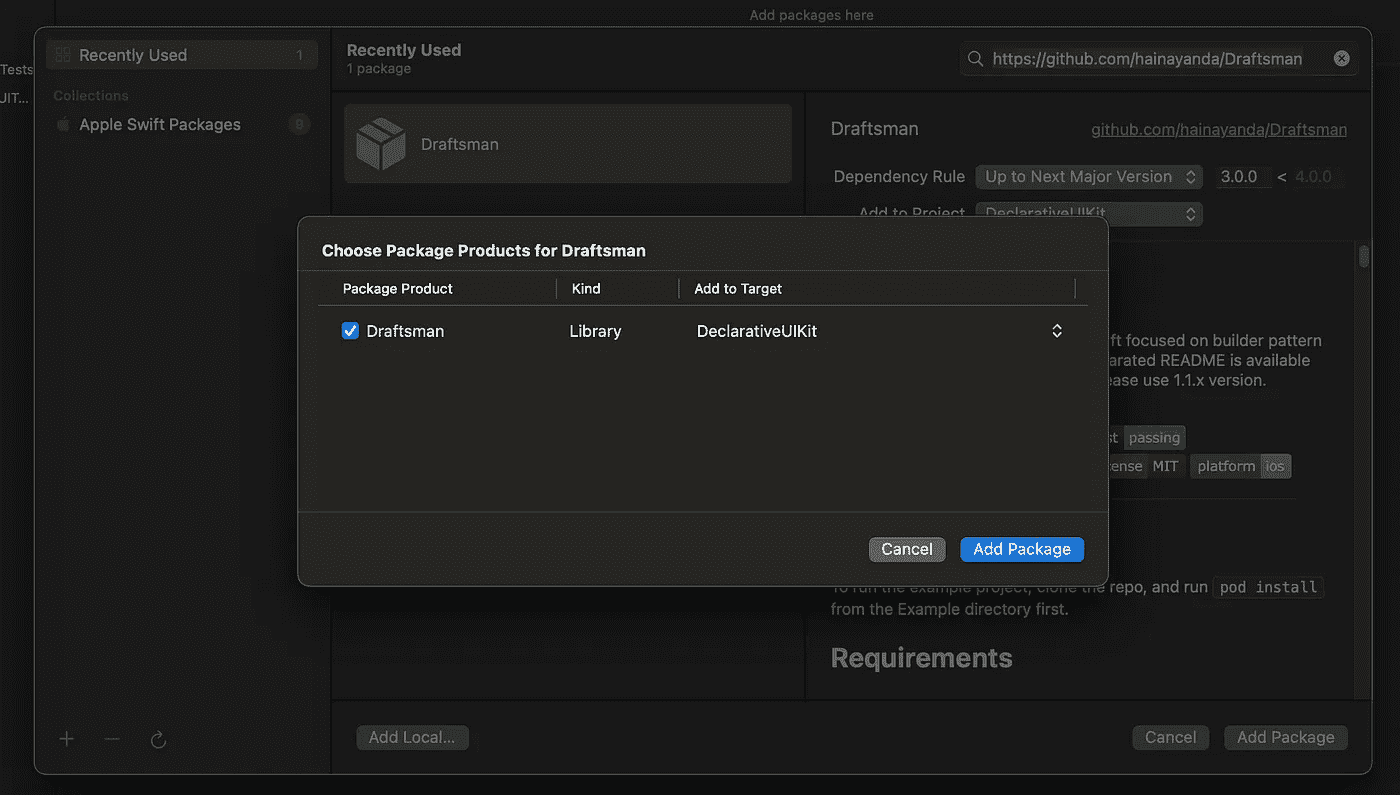 Add packages here
Tests
UIT...
Recently Used 1
Collections
Apple Swift Packages 9
Recently Used
1 package
https://github.com/hainayanda/Draftsman
Draftsman
Draftsman
github.com/hainayanda/Draftsman
Dependency Rule Up to Next Major Version 3.0.0 < 4.0.0
Add to Project DeclarativeUIKit
Choose Package Products for Draftsman
Package Product Kind Add to Target
Draftsman Library DeclarativeUIKit
Cancel Add Package
ft focused on builder pattern
arated README is available
ease use 1.1.x version.
st passing
cense MIT platform ios
To run the example project, clone the repo, and run pod install
from the Example directory first.
Requirements
Add Local...
Cancel Add Package